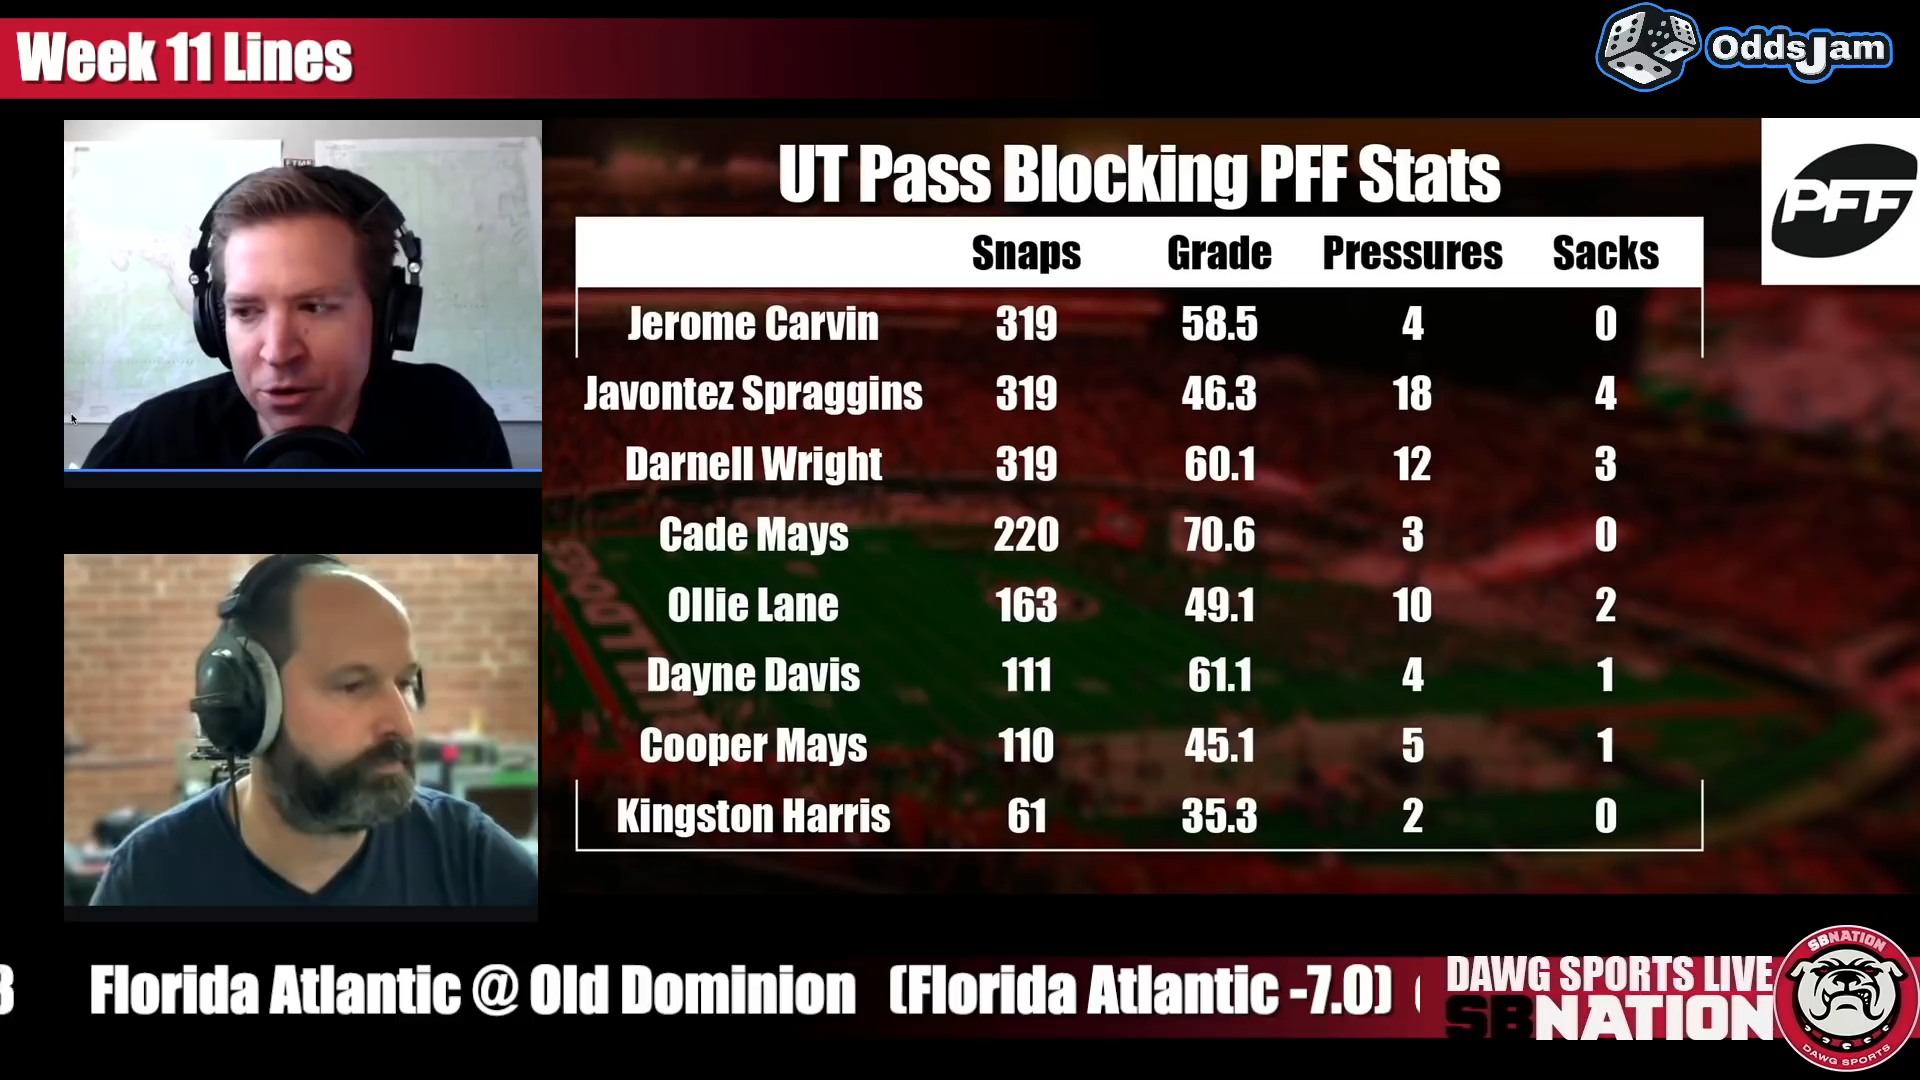 Week 11 Lines
OddsJam
UT Pass Blocking PFF Stats
PFF
Snaps Grade Pressures Sacks
Jerome Carvin 319 58.5 4 0
Javontez Spraggins 319 46.3 18 4
Darnell Wright 319 60.1 12 3
Cade Mays 220 70.6 3 0
Ollie Lane 163 49.1 10 2
Dayne Davis 111 61.1 4 1
Cooper Mays 110 45.1 5 1
Kingston Harris 61 35.3 2 0
3 Florida Atlantic @ Old Dominion (Florida Atlantic -7.0) (
DAWG SPORTS LIVE
SBNATION
SBNATION
DAWG SPORTS